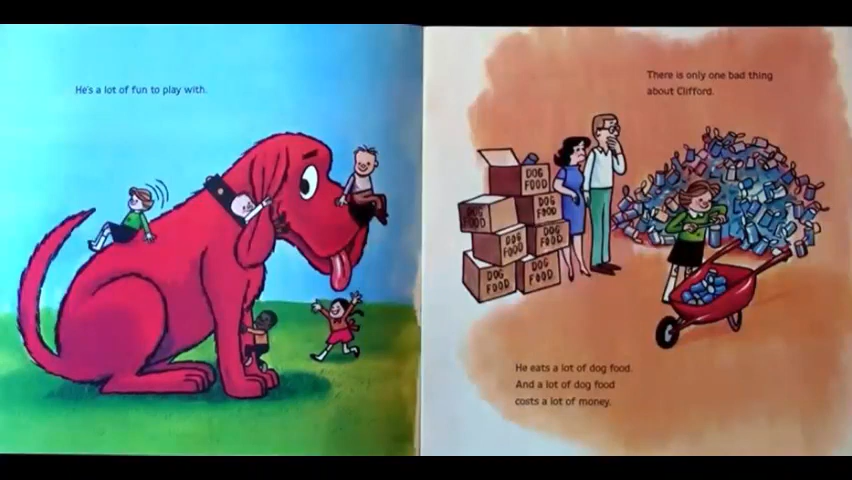 He's a lot of fun to play with.
There is only one bad thing
about Clifford.
DOG
FOOD
DOG
FOOD
DOG
FOOD
DOG
FOOD
DOG
FOOD
DOG
FOOD
DOG
FOOD
He eats a lot of dog food.
And a lot of dog food
costs a lot of money.